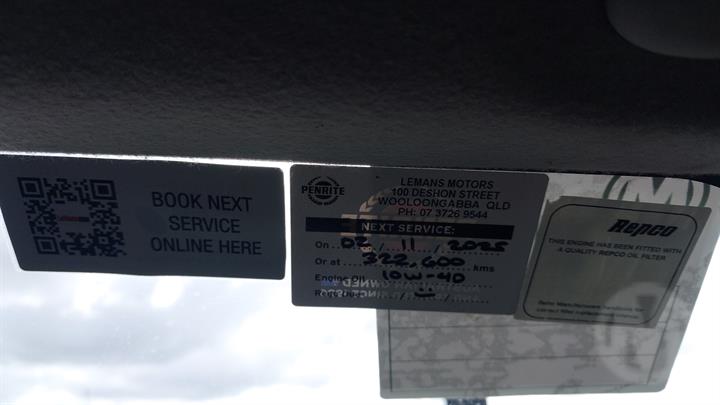 BOOK NEXT
SERVICE
ONLINE HERE
PENRITE
LEMANS MOTORS
100 DESHON STREET
WOOLOONGABBA QLD
PH: 07 3726 9544
NEXT SERVICE:
On 02 / 11 / 2025
Or at 322,600 kms
Engine Oil 10W-40
Repco
THIS ENGINE HAS BEEN FITTED WITH
A QUALITY REPCO OIL FILTER